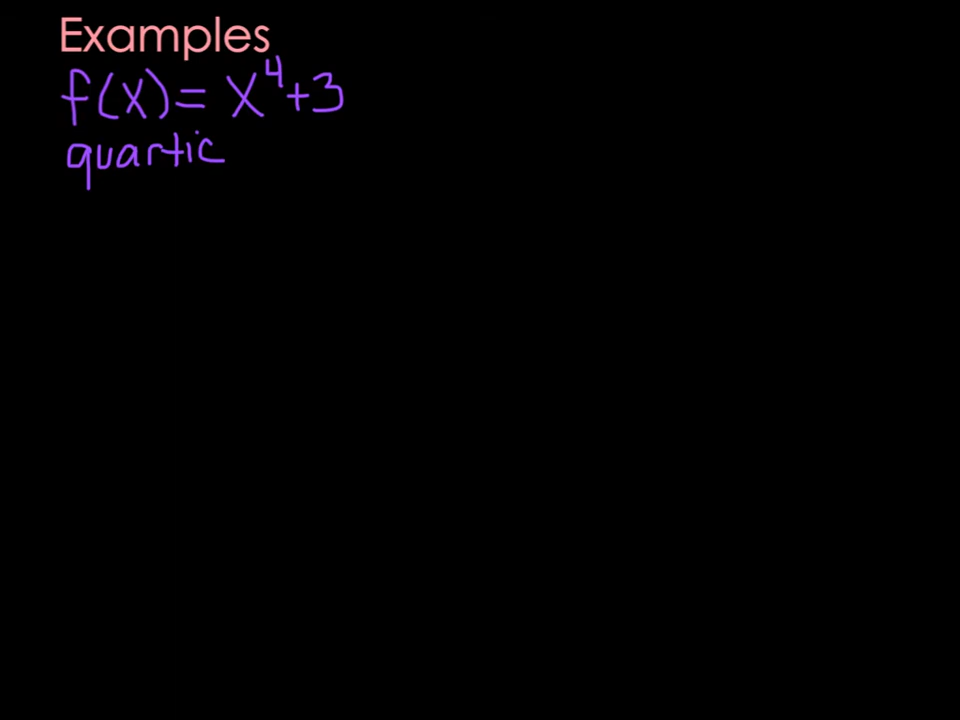 Examples
f(x) = x⁴+3
quartic